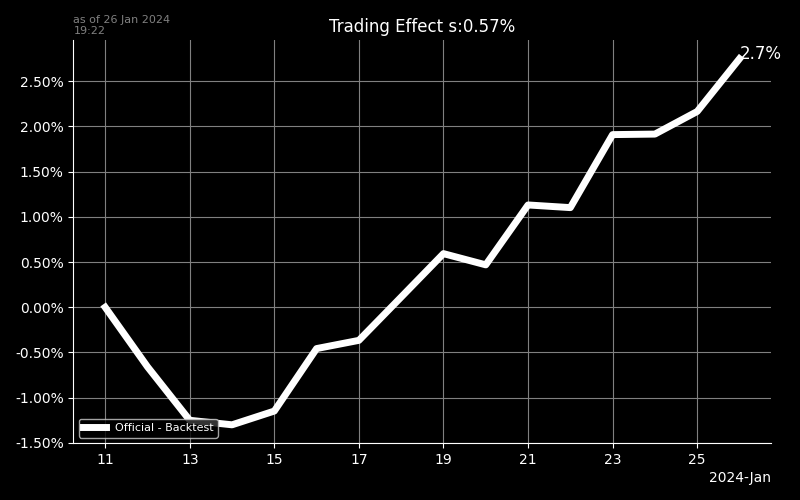 as of 26 Jan 2024
19:22
Trading Effect s:0.57%
2.7%
2.50%
2.00%
1.50%
1.00%
0.50%
0.00%
-0.50%
-1.00%
-1.50%
Official - Backtest
11 13 15 17 19 21 23 25
2024-Jan